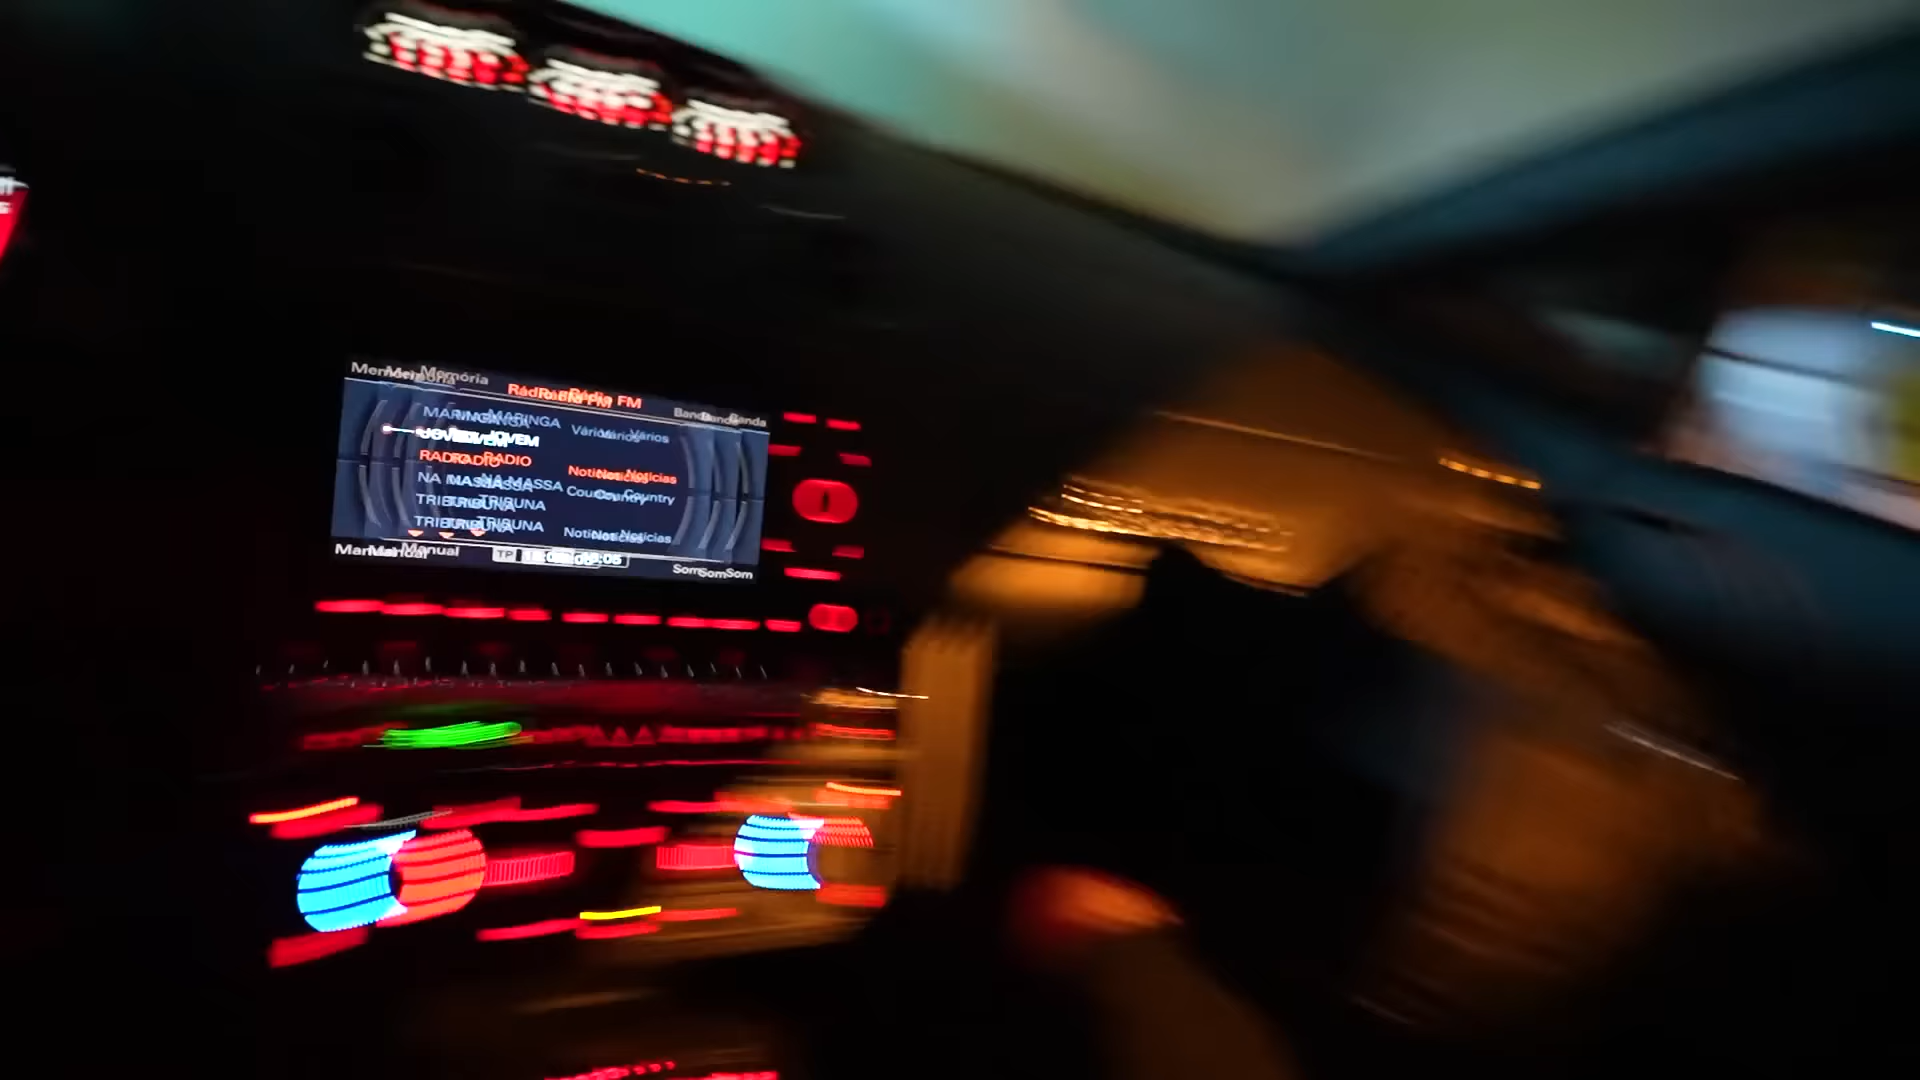 Memória Rádio FM Banda
MARINGA Vários
JOVEM
RADIO Notícias
NA MASSA Country
TRIBUNA
TRIBUNA Notícias
Manual TP Som